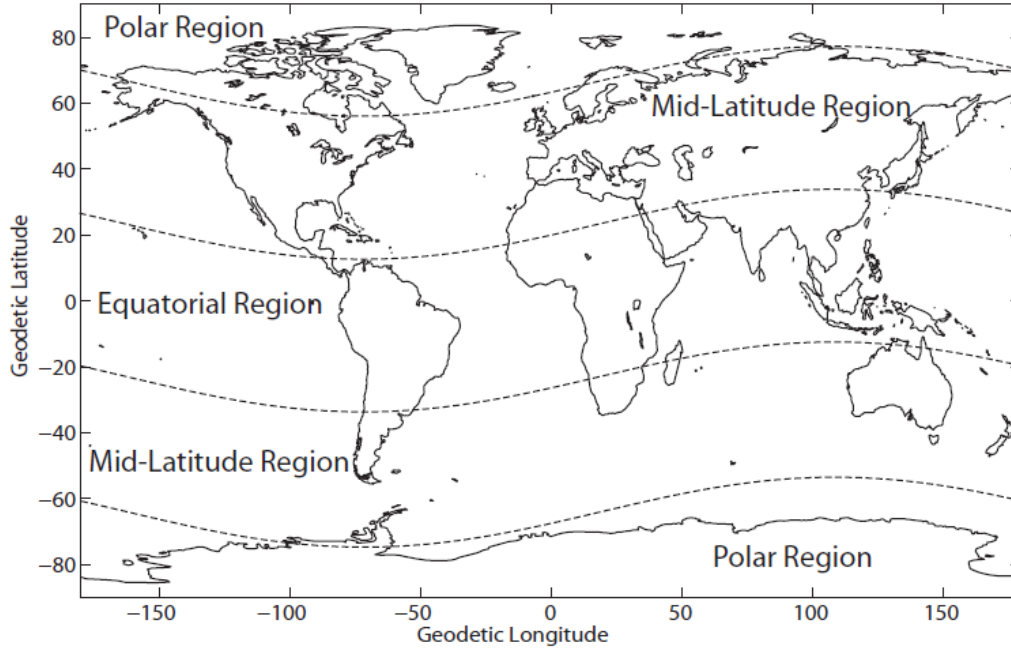 Polar Region
Mid-Latitude Region
Equatorial Region
Mid-Latitude Region
Polar Region
80
60
40
20
0
−20
−40
−60
−80
Geodetic Latitude
−150
−100
−50
0
50
100
150
Geodetic Longitude